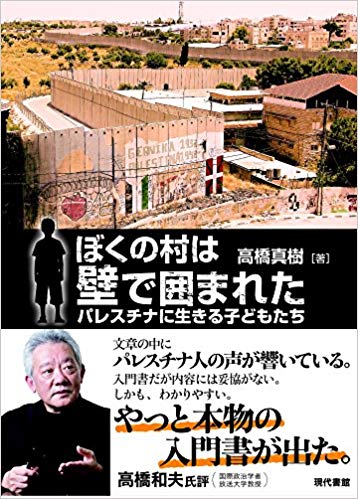 GERNIKA 1937
PALESTINA
ぼくの村は
壁で囲まれた
高橋真樹[著]
パレスチナに生きる子どもたち
文章の中に
パレスチナ人の声が響いている。
入門書だが内容には妥協がない。
しかも、わかりやすい。
やっと本物の
入門書が出た。
高橋和夫氏評
国際政治学者
放送大学教授
現代書館